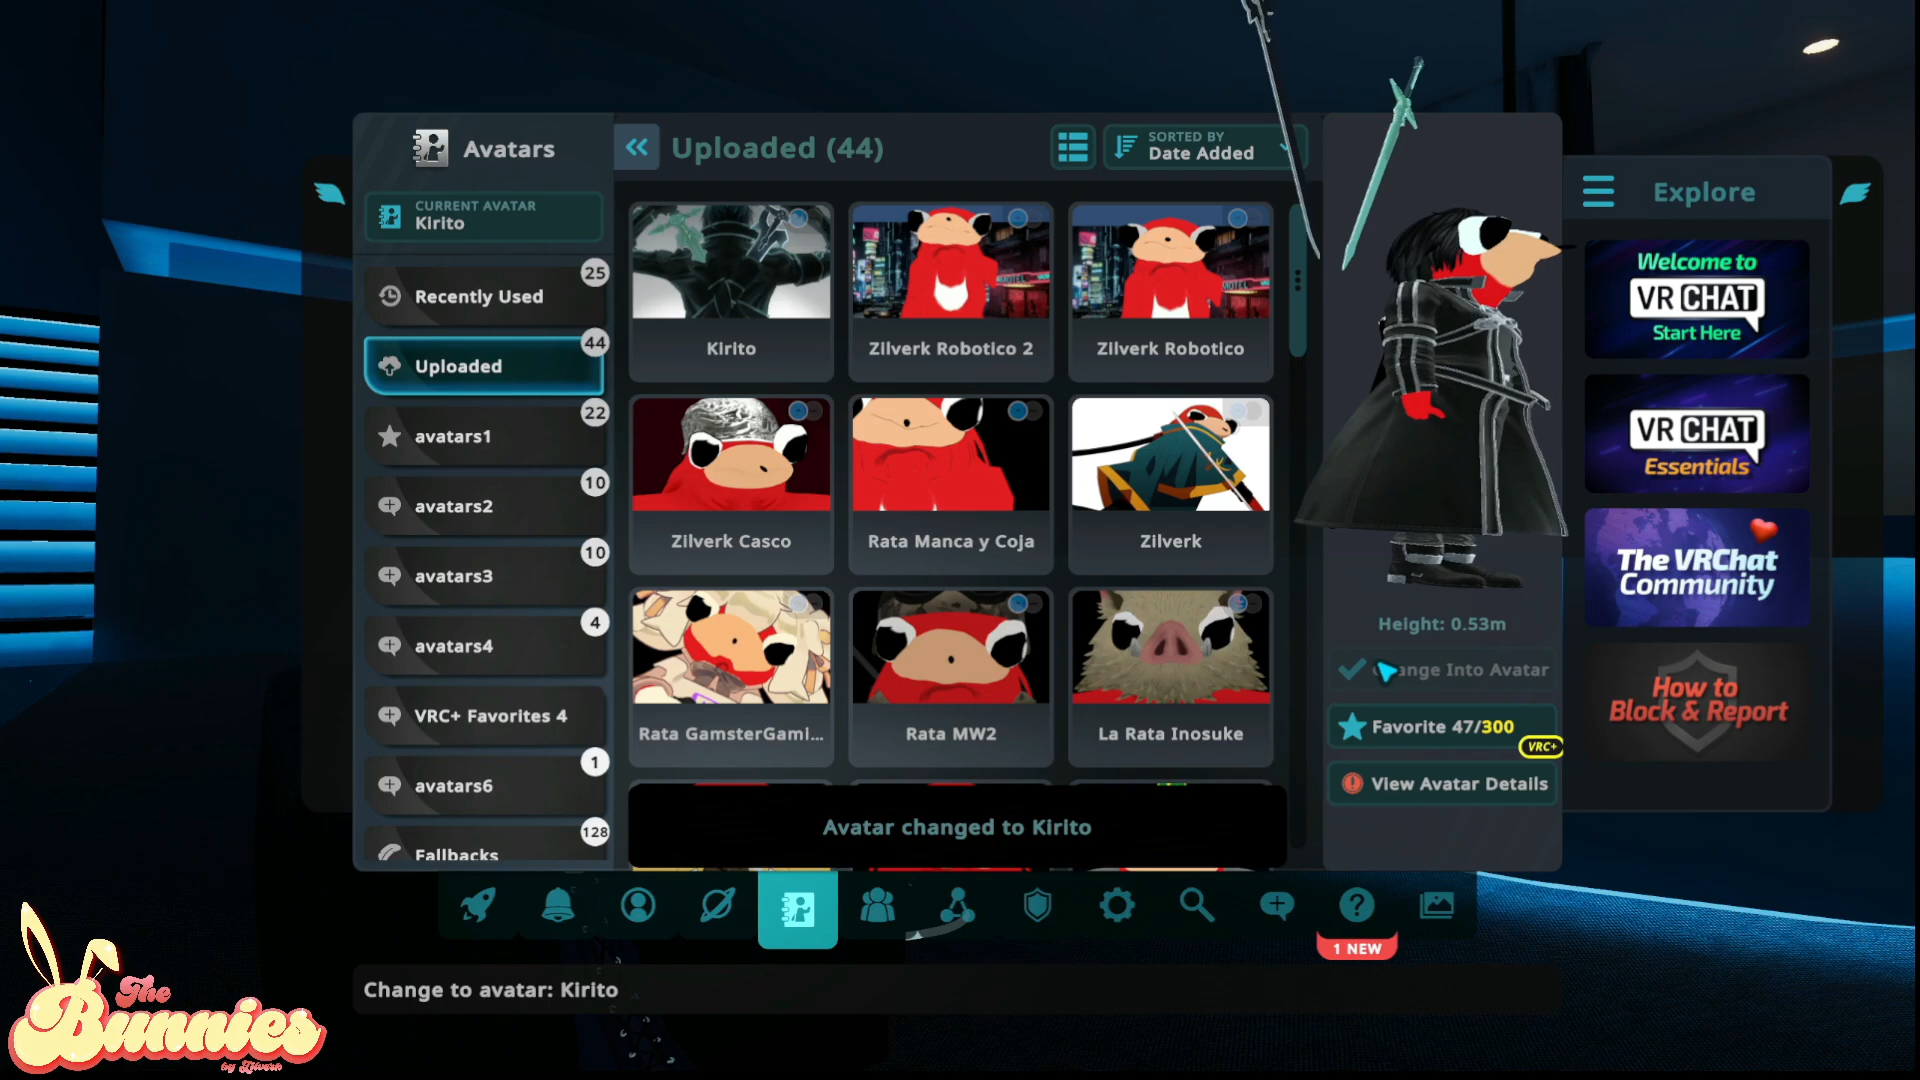 Avatars
CURRENT AVATAR
Kirito
Recently Used
25
Uploaded
44
avatars1
22
avatars2
10
avatars3
10
avatars4
4
VRC+ Favorites 4
avatars6
1
Fallbacks
128
Uploaded (44)
SORTED BY
Date Added
Kirito
Zilverk Robotico 2
Zilverk Robotico
Zilverk Casco
Rata Manca y Coja
Zilverk
Rata GamsterGami...
Rata MW2
La Rata Inosuke
Avatar changed to Kirito
Height: 0.53m
ange Into Avatar
Favorite 47/300
VRC+
View Avatar Details
Explore
Welcome to
VR CHAT
Start Here
VR CHAT
Essentials
The VRChat
Community
How to
Block & Report
1 NEW
Change to avatar: Kirito
The
Bunnies
by Zilverk